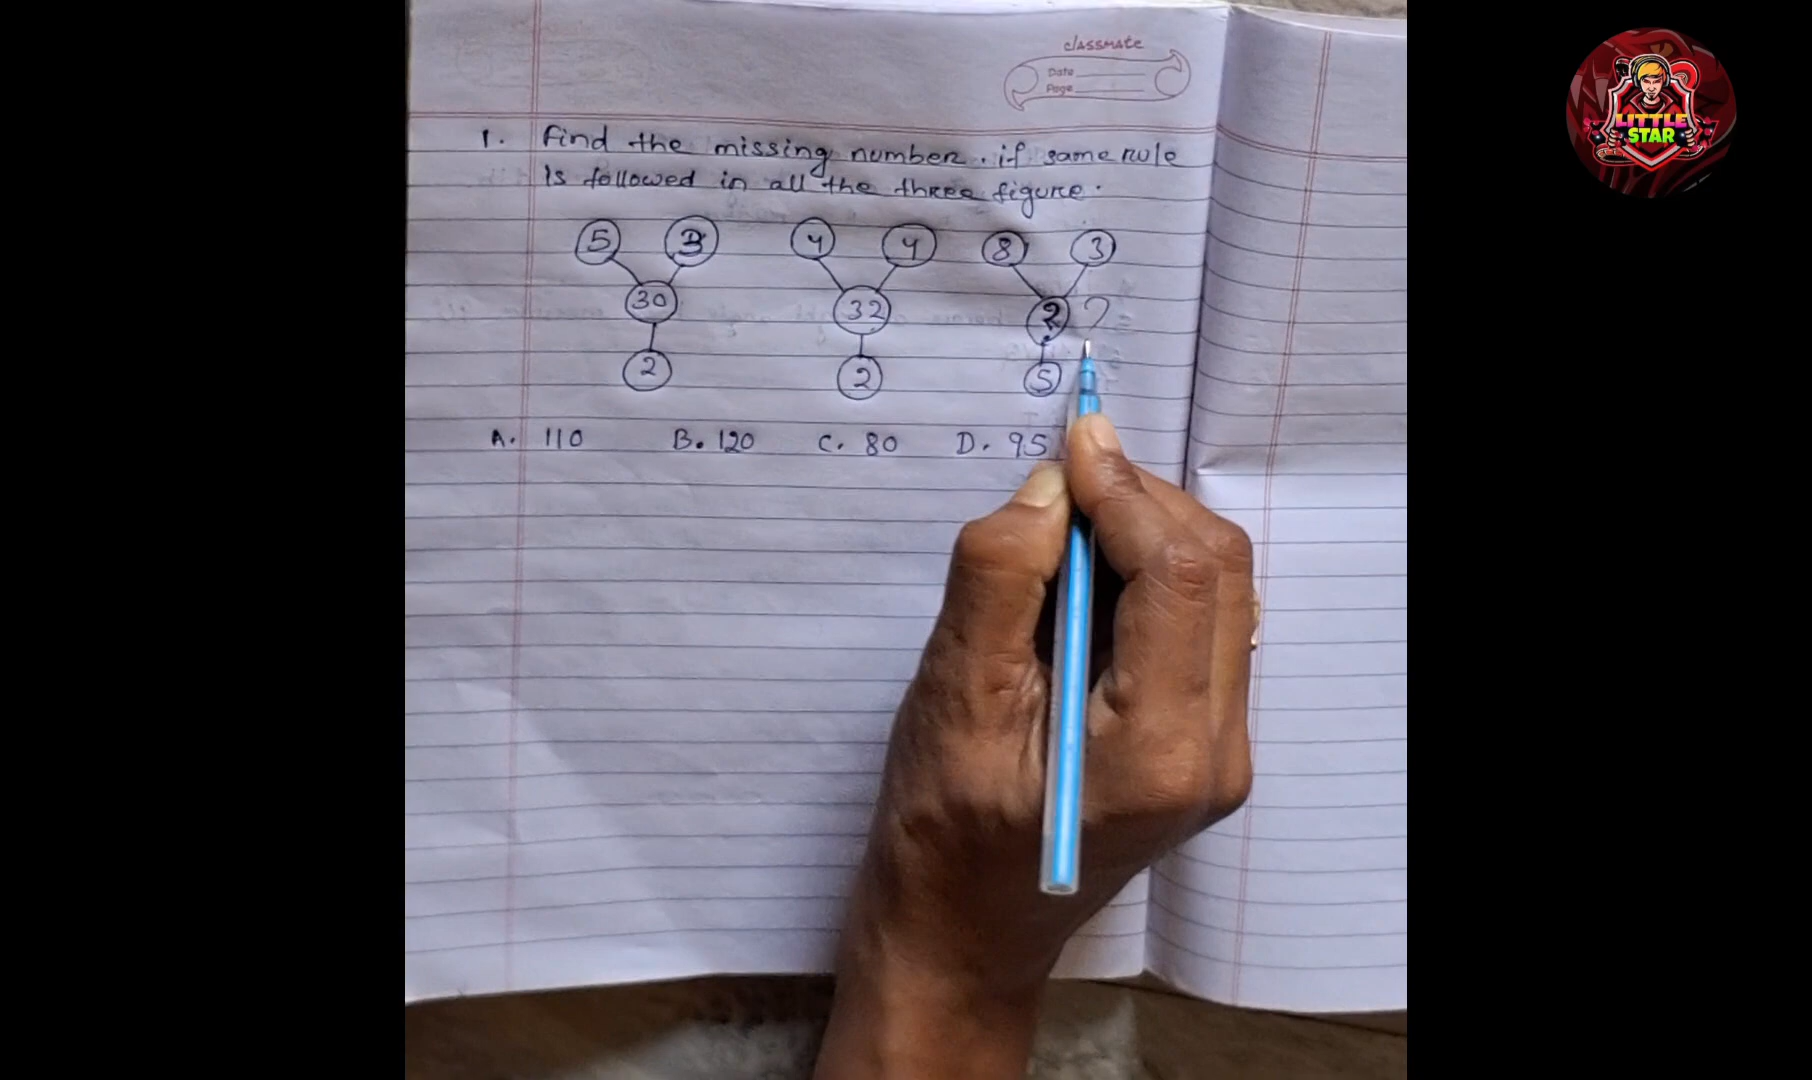 classmate
Date
Page
1. Find the missing number. if same rule
is followed in all the three figure.
5 3 4 4 8 3
30 32 ? ?
2 2 5
A. 110 B. 120 C. 80 D. 95
LITTLE
STAR